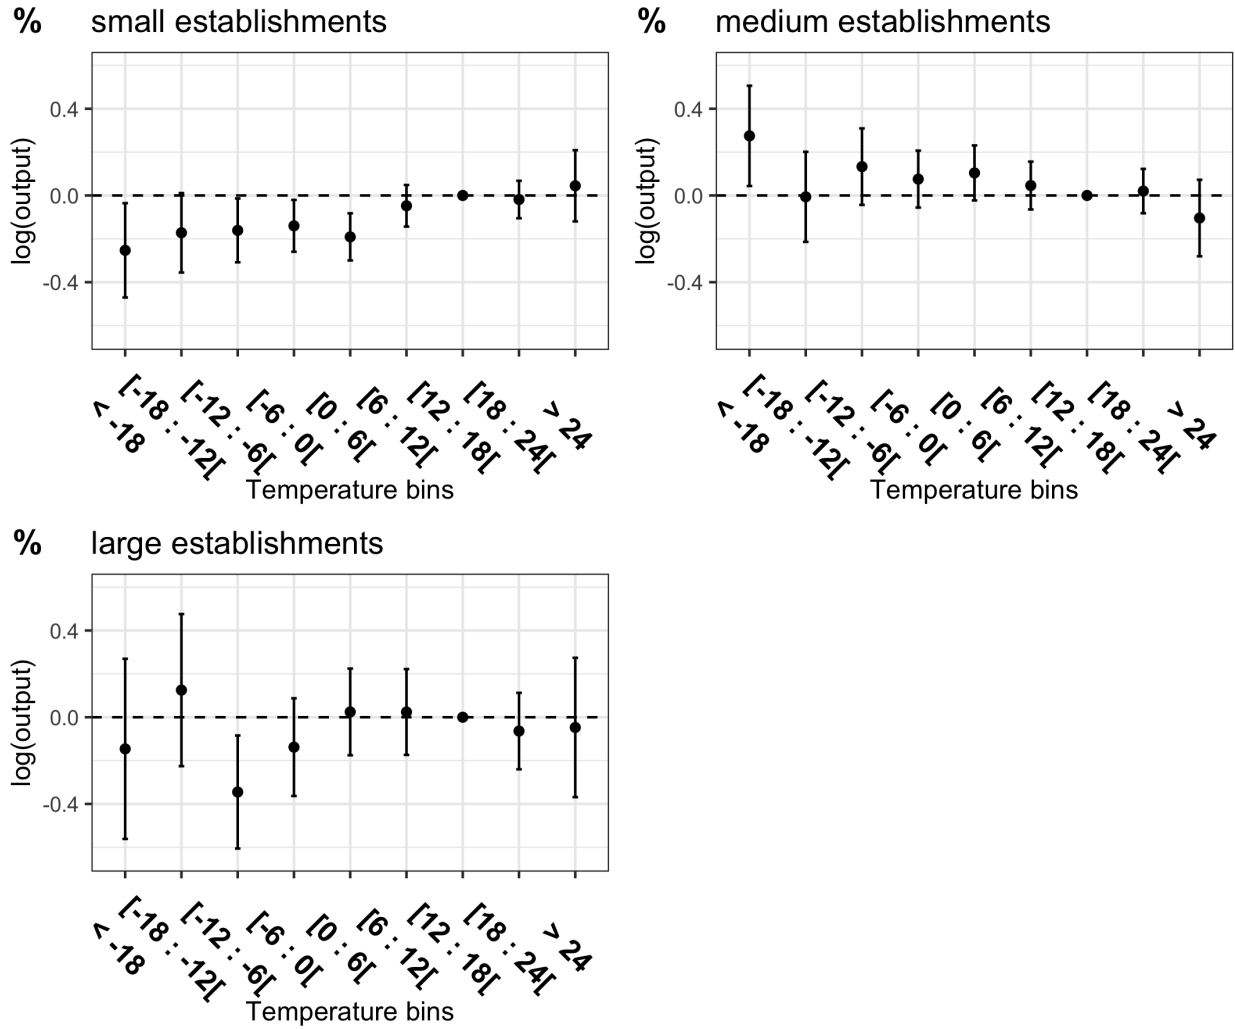 % small establishments
log(output)
0.4
0.0
-0.4
< -18
[-18 : -12[
[-12 : -6[
[-6 : 0[
[0 : 6[
[6 : 12[
[12 : 18[
[18 : 24[
> 24
Temperature bins
% medium establishments
log(output)
0.4
0.0
-0.4
< -18
[-18 : -12[
[-12 : -6[
[-6 : 0[
[0 : 6[
[6 : 12[
[12 : 18[
[18 : 24[
> 24
Temperature bins
% large establishments
log(output)
0.4
0.0
-0.4
< -18
[-18 : -12[
[-12 : -6[
[-6 : 0[
[0 : 6[
[6 : 12[
[12 : 18[
[18 : 24[
> 24
Temperature bins